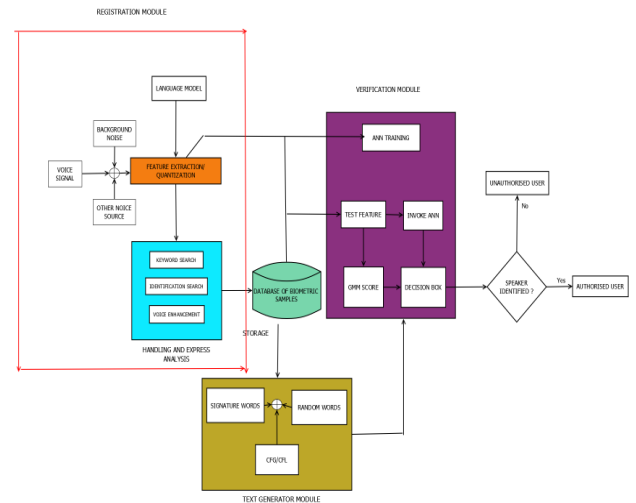 REGISTRATION MODULE
LANGUAGE MODEL
BACKGROUND
NOISE
VOICE
SIGNAL
FEATURE EXTRACTION/
QUANTIZATION
OTHER NOICE
SOURCE
KEYWORD SEARCH
IDENTIFICATION SEARCH
VOICE ENHANCEMENT
HANDLING AND EXPRESS
ANALYSIS
DATABASE OF BIOMETRIC
SAMPLES
STORAGE
VERIFICATION MODULE
ANN TRAINING
TEST FEATURE
INVOKE ANN
GMM SCORE
DECISION BOX
UNAUTHORISED USER
No
SPEAKER
IDENTIFIED ?
Yes
AUTHORISED USER
SIGNATURE WORDS
RANDOM WORDS
CFG/CFL
TEXT GENERATOR MODULE